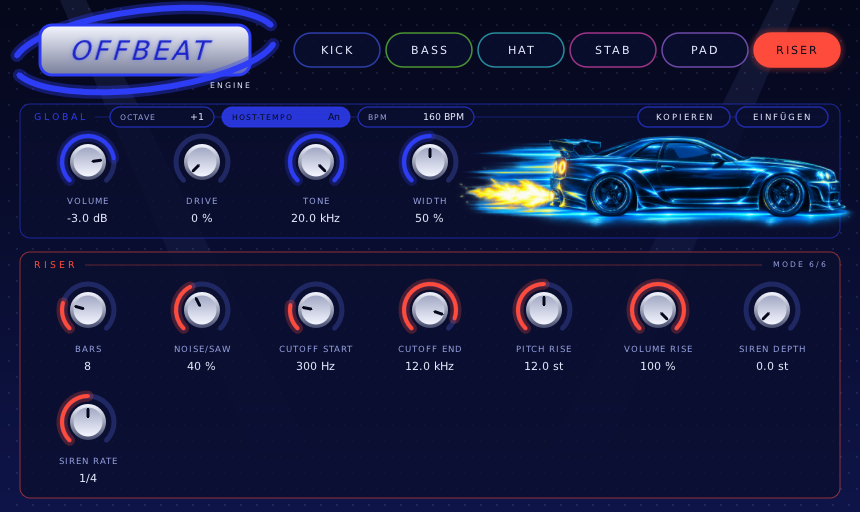 OFFBEAT
ENGINE
KICK BASS HAT STAB PAD RISER
GLOBAL OCTAVE +1 HOST-TEMPO An BPM 160 BPM KOPIEREN EINFÜGEN
VOLUME DRIVE TONE WIDTH
-3.0 dB 0 % 20.0 kHz 50 %
RISER MODE 6/6
BARS NOISE/SAW CUTOFF START CUTOFF END PITCH RISE VOLUME RISE SIREN DEPTH
8 40 % 300 Hz 12.0 kHz 12.0 st 100 % 0.0 st
SIREN RATE
1/4